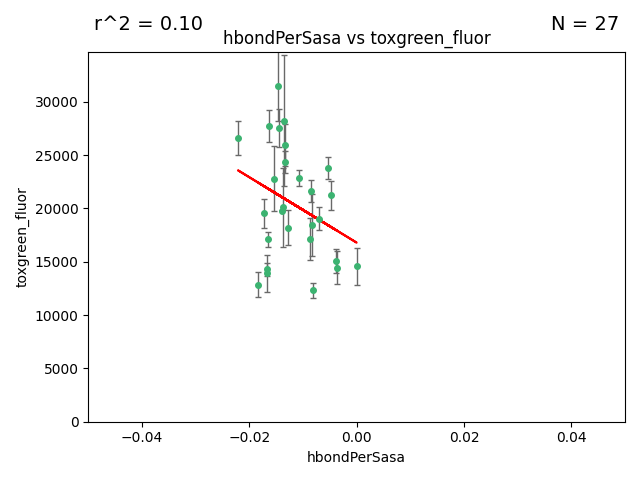 r^2 = 0.10
N = 27
hbondPerSasa vs toxgreen_fluor
30000
25000
20000
15000
10000
5000
0
toxgreen_fluor
−0.04
−0.02
0.00
0.02
0.04
hbondPerSasa